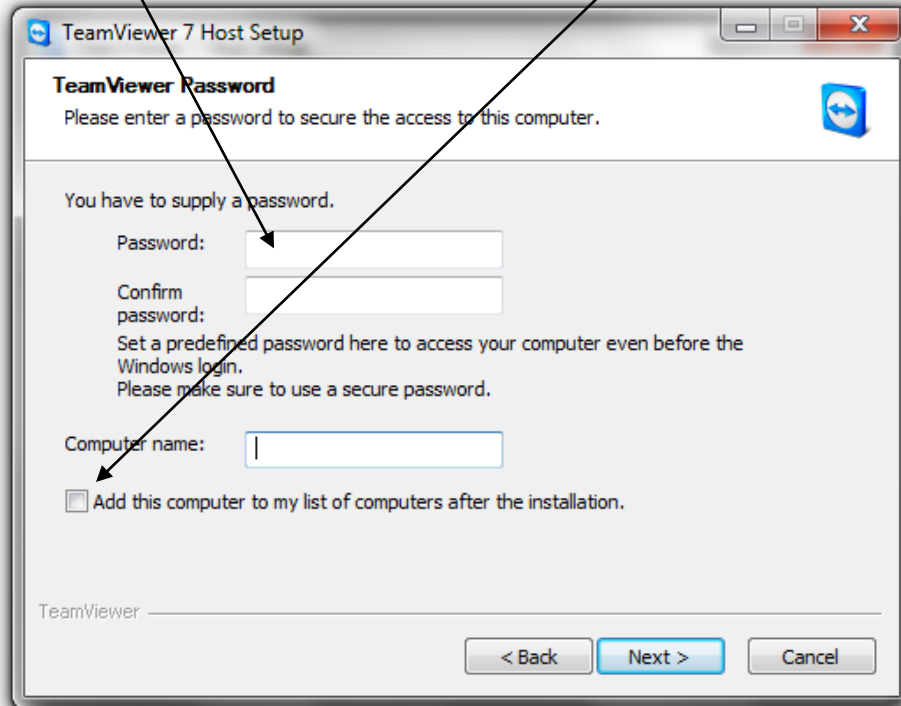 TeamViewer 7 Host Setup
TeamViewer Password
Please enter a password to secure the access to this computer.
You have to supply a password.
Password:
Confirm
password:
Set a predefined password here to access your computer even before the
Windows login.
Please make sure to use a secure password.
Computer name:
Add this computer to my list of computers after the installation.
TeamViewer
< Back
Next >
Cancel